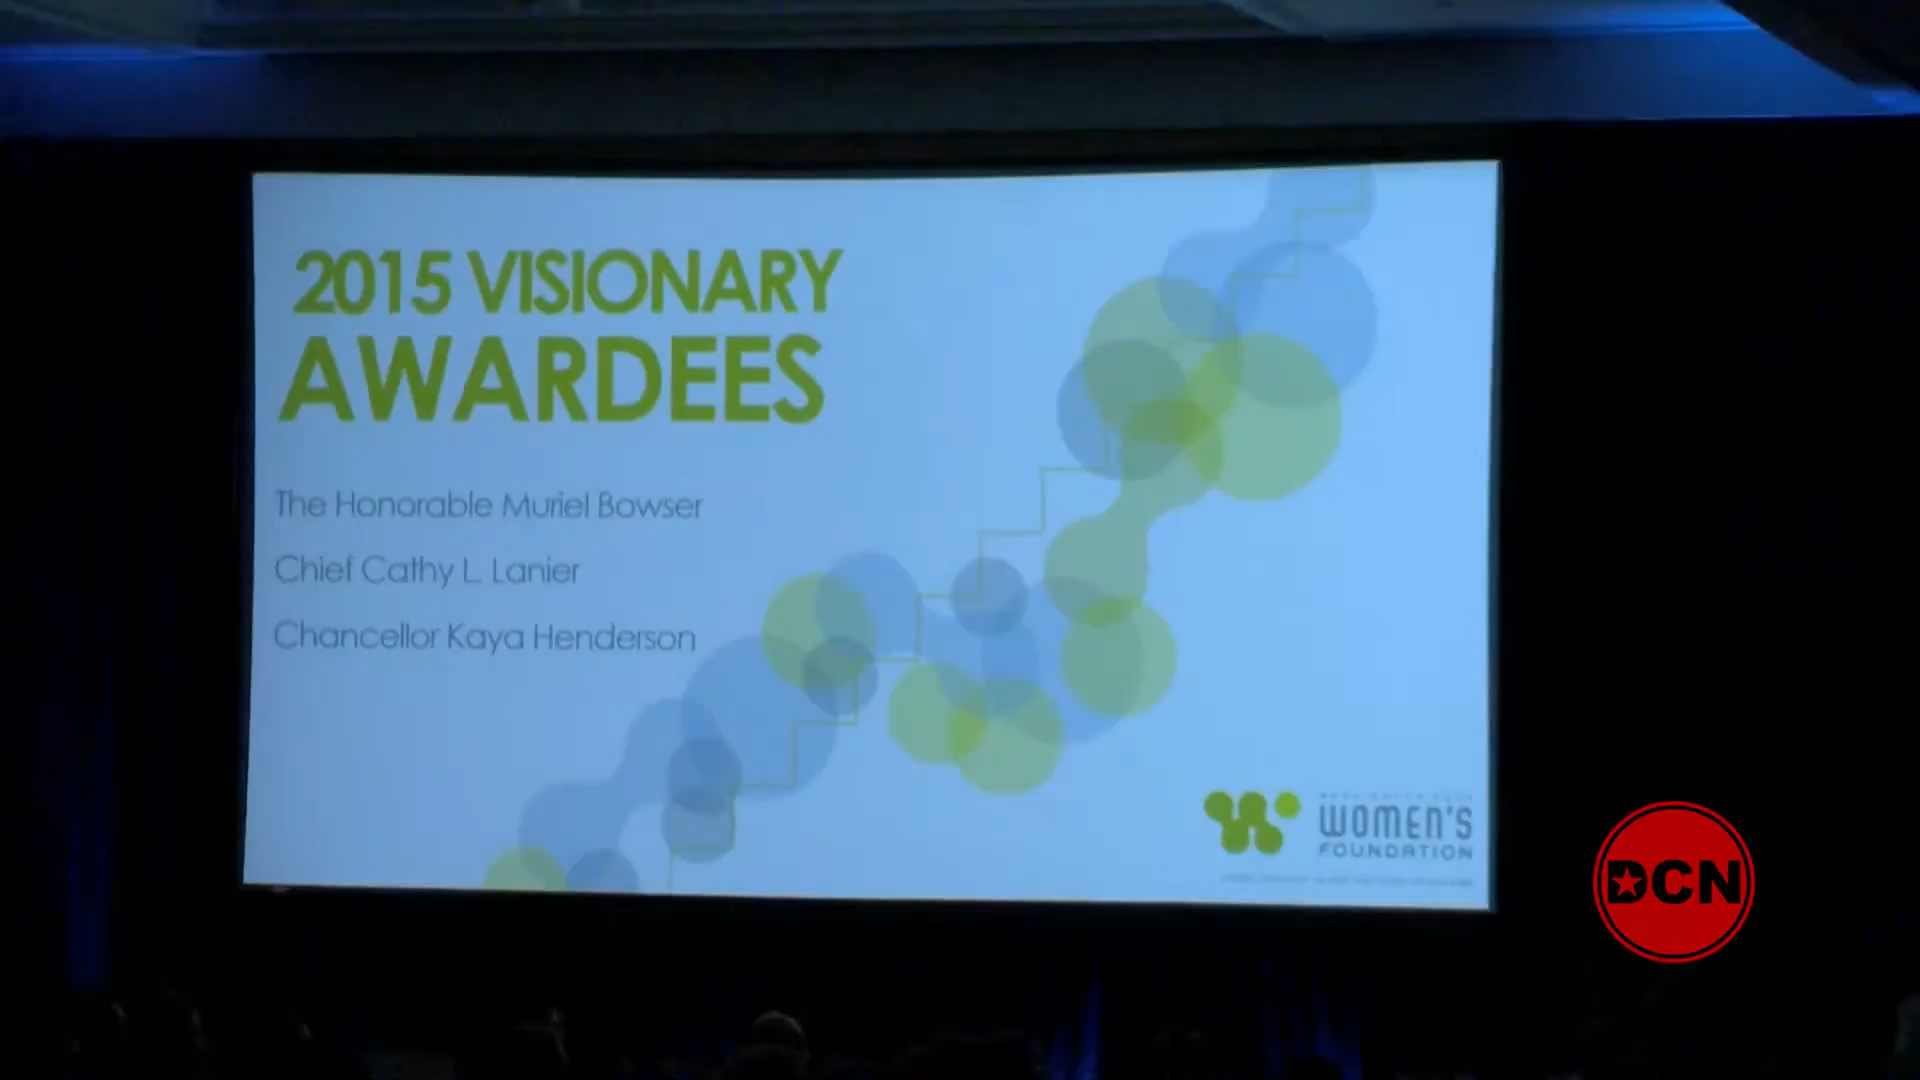 2015 VISIONARY
AWARDEES
The Honorable Muriel Bowser
Chief Cathy L. Lanier
Chancellor Kaya Henderson
WOMEN'S
FOUNDATION
DCN